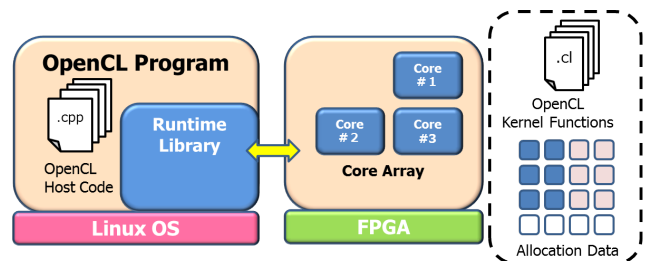 OpenCL Program
.cpp
OpenCL
Host Code
Runtime
Library
Linux OS
Core
# 1
Core
# 2
Core
#3
Core Array
FPGA
.cl
OpenCL
Kernel Functions
Allocation Data